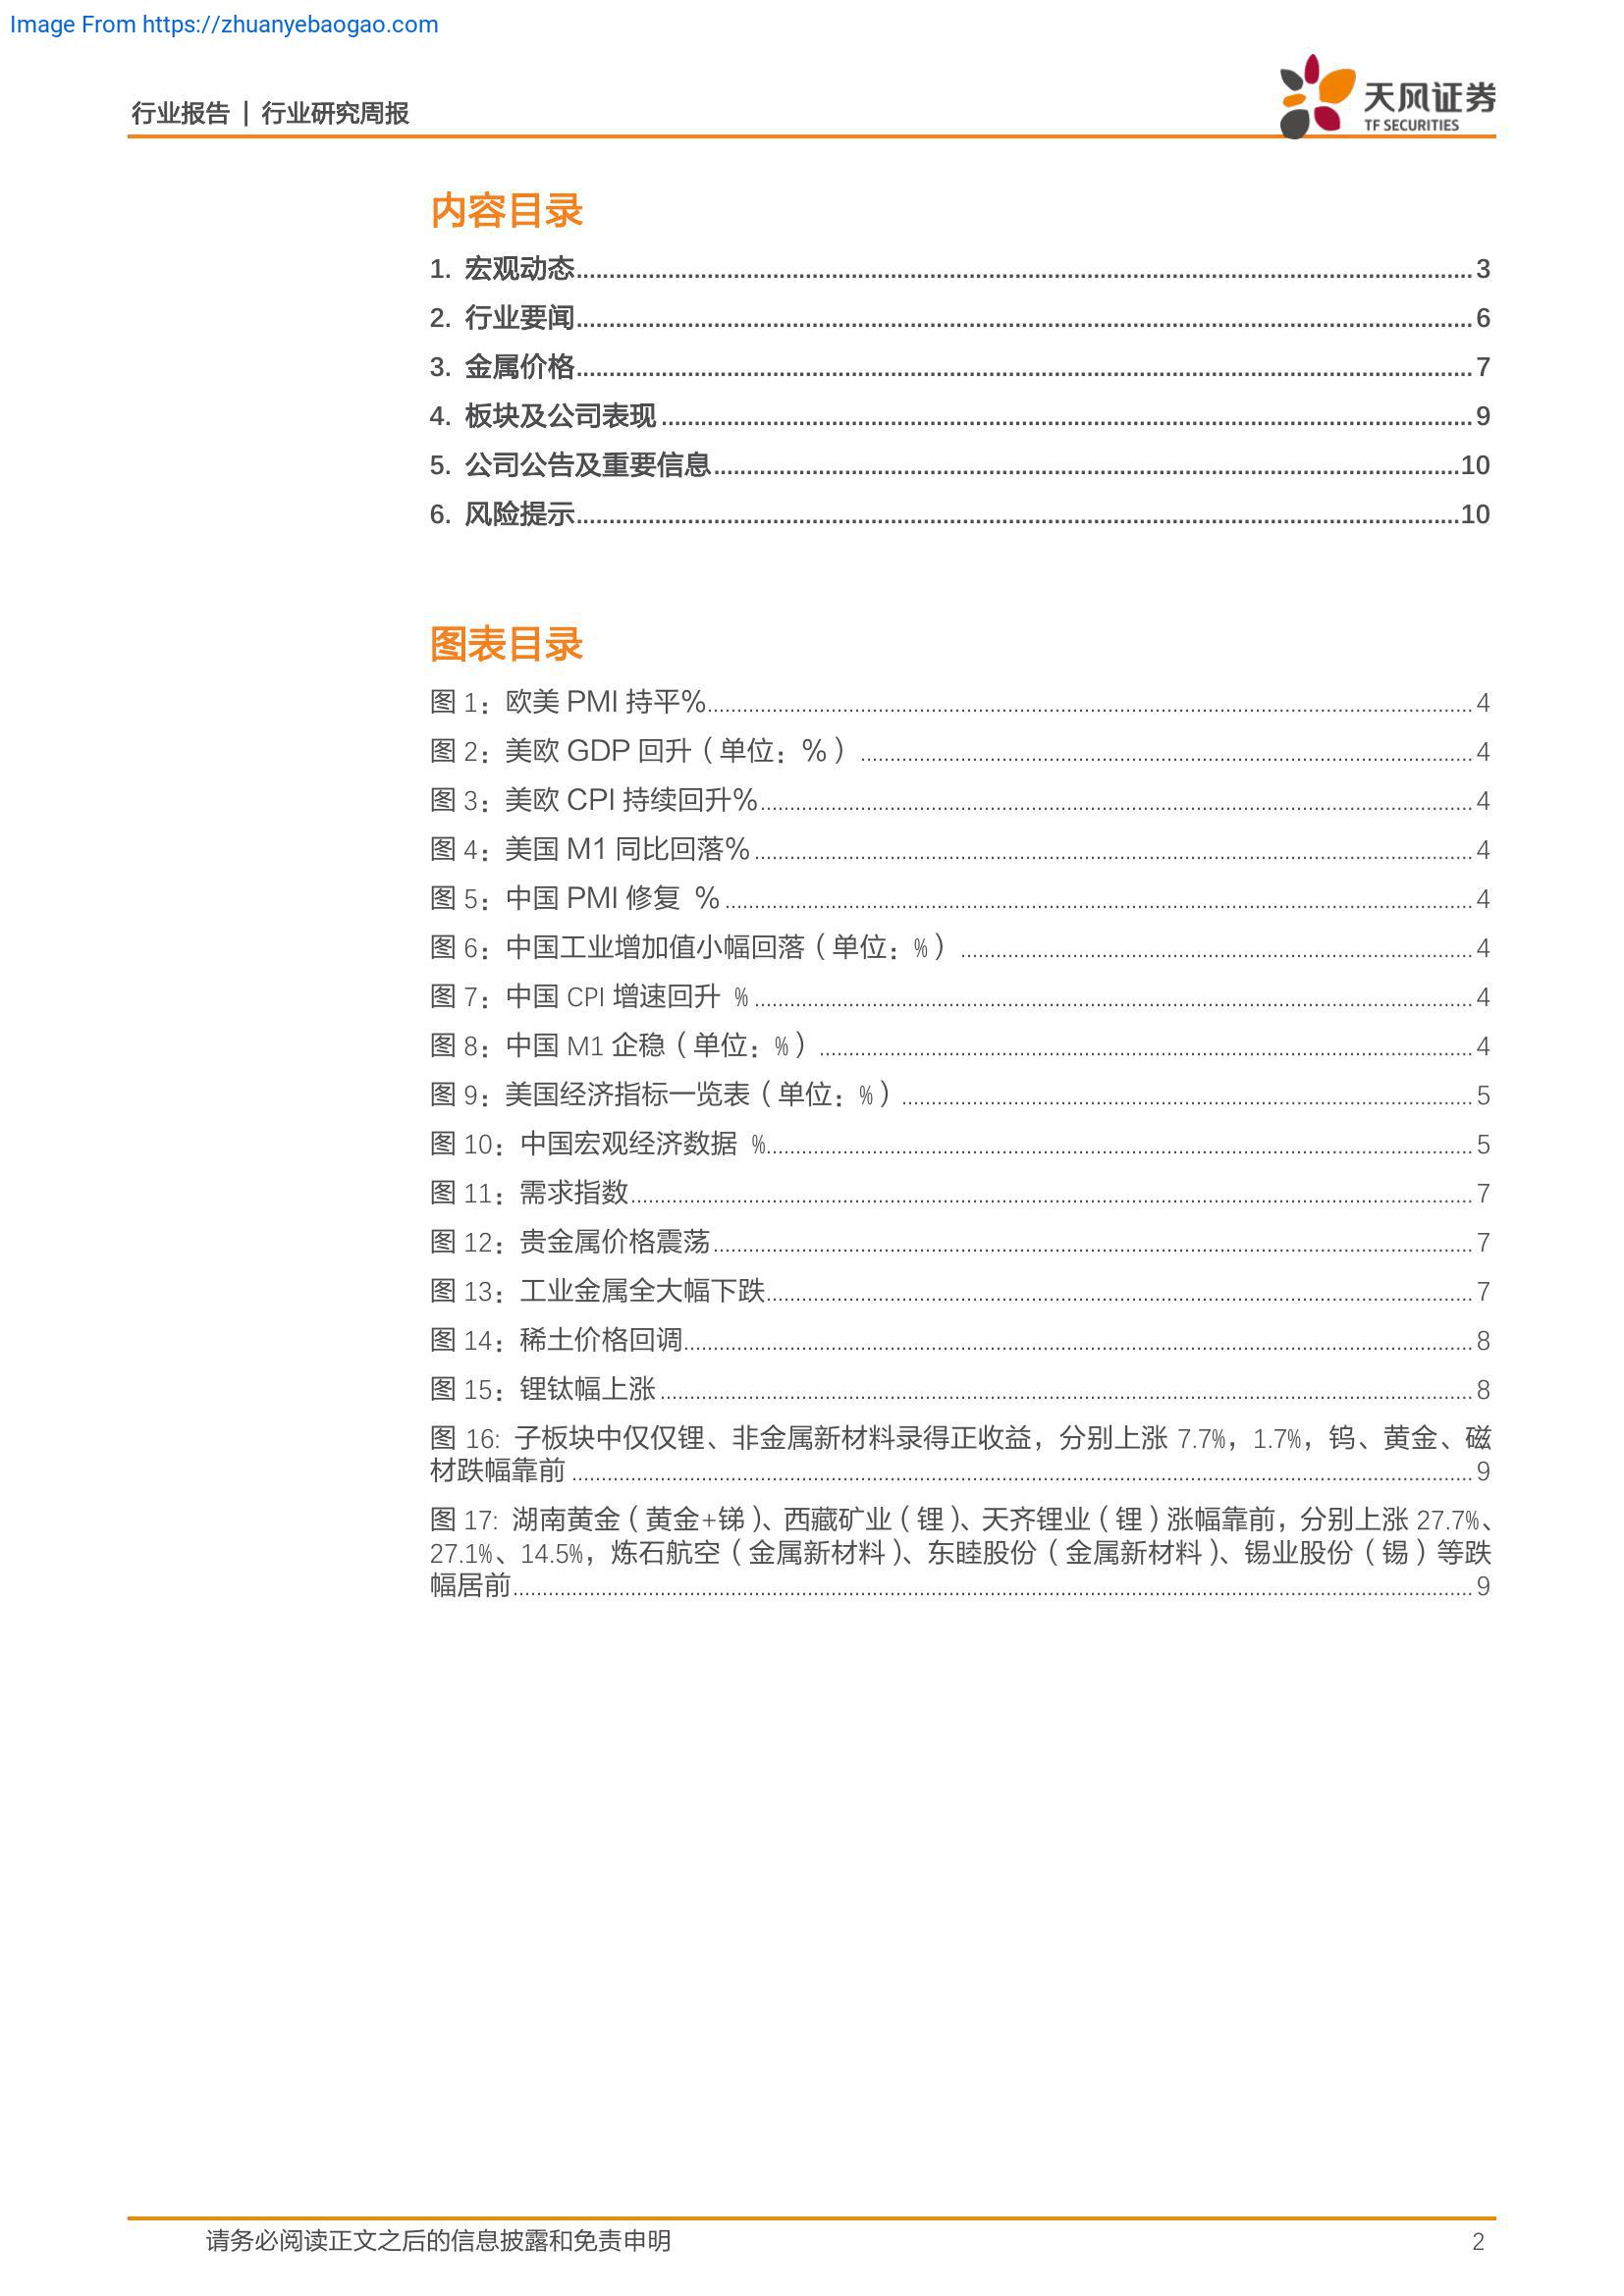 Image From https://zhuanyebaogao.com
行业报告 | 行业研究周报
天风证券
TF SECURITIES
内容目录
1. 宏观动态 3
2. 行业要闻 6
3. 金属价格 7
4. 板块及公司表现 9
5. 公司公告及重要信息 10
6. 风险提示 10
图表目录
图 1：欧美 PMI 持平% 4
图 2：美欧 GDP 回升（单位：%） 4
图 3：美欧 CPI 持续回升% 4
图 4：美国 M1 同比回落% 4
图 5：中国 PMI 修复 % 4
图 6：中国工业增加值小幅回落（单位：%） 4
图 7：中国 CPI 增速回升 % 4
图 8：中国 M1 企稳（单位：%） 4
图 9：美国经济指标一览表（单位：%） 5
图 10：中国宏观经济数据 % 5
图 11：需求指数 7
图 12：贵金属价格震荡 7
图 13：工业金属全大幅下跌 7
图 14：稀土价格回调 8
图 15：锂钛幅上涨 8
图 16: 子板块中仅仅锂、非金属新材料录得正收益，分别上涨 7.7%，1.7%，钨、黄金、磁
材跌幅靠前 9
图 17: 湖南黄金（黄金+锑）、西藏矿业（锂）、天齐锂业（锂）涨幅靠前，分别上涨 27.7%、
27.1%、14.5%，炼石航空（金属新材料）、东睦股份（金属新材料）、锡业股份（锡）等跌
幅居前 9
请务必阅读正文之后的信息披露和免责申明
2